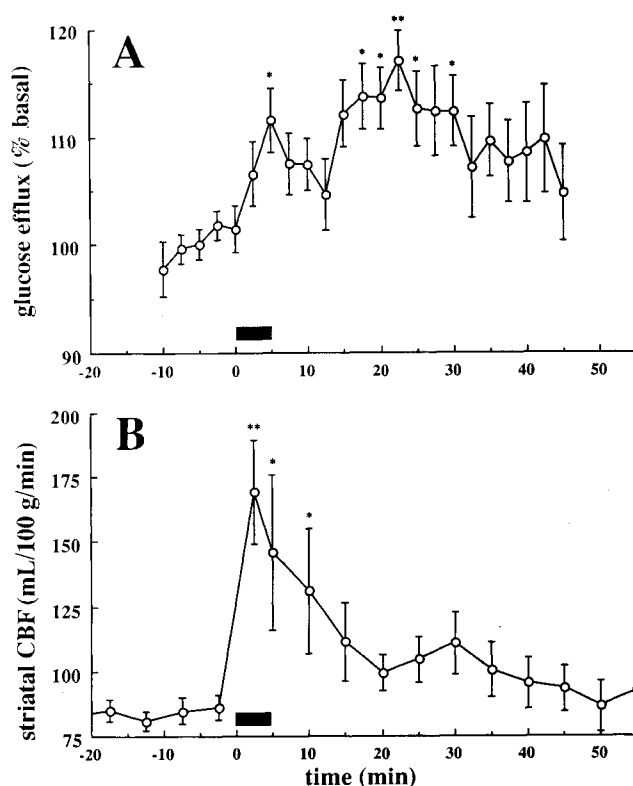 A
glucose efflux (% basal)
120
110
100
90
* * * ** * *
-20 -10 0 10 20 30 40 50
B
striatal CBF (mL/100 g/min)
200
175
150
125
100
75
** * *
-20 -10 0 10 20 30 40 50
time (min)